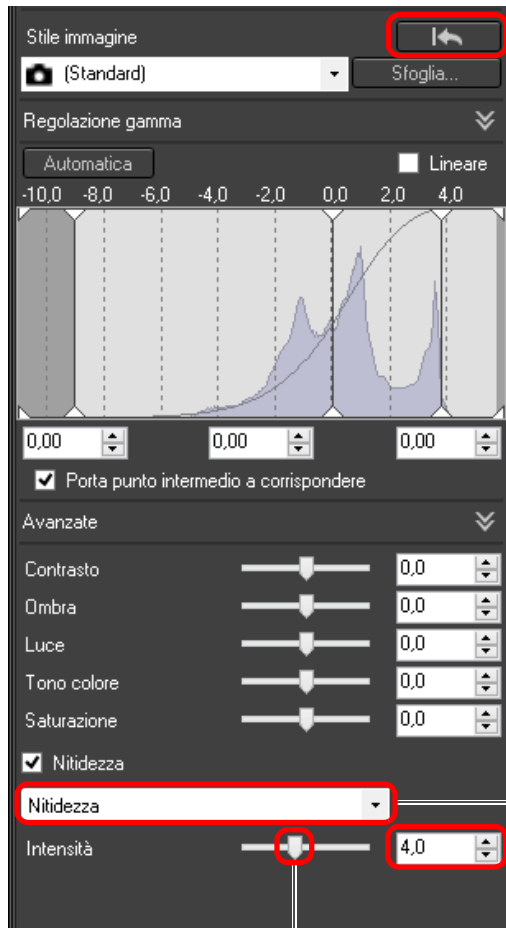 Stile immagine
(Standard) Sfoglia...
Regolazione gamma
Automatica Lineare
-10,0 -8,0 -6,0 -4,0 -2,0 0,0 2,0 4,0
0,00 0,00 0,00
Porta punto intermedio a corrispondere
Avanzate
Contrasto 0,0
Ombra 0,0
Luce 0,0
Tono colore 0,0
Saturazione 0,0
Nitidezza
Nitidezza
Intensità 4,0